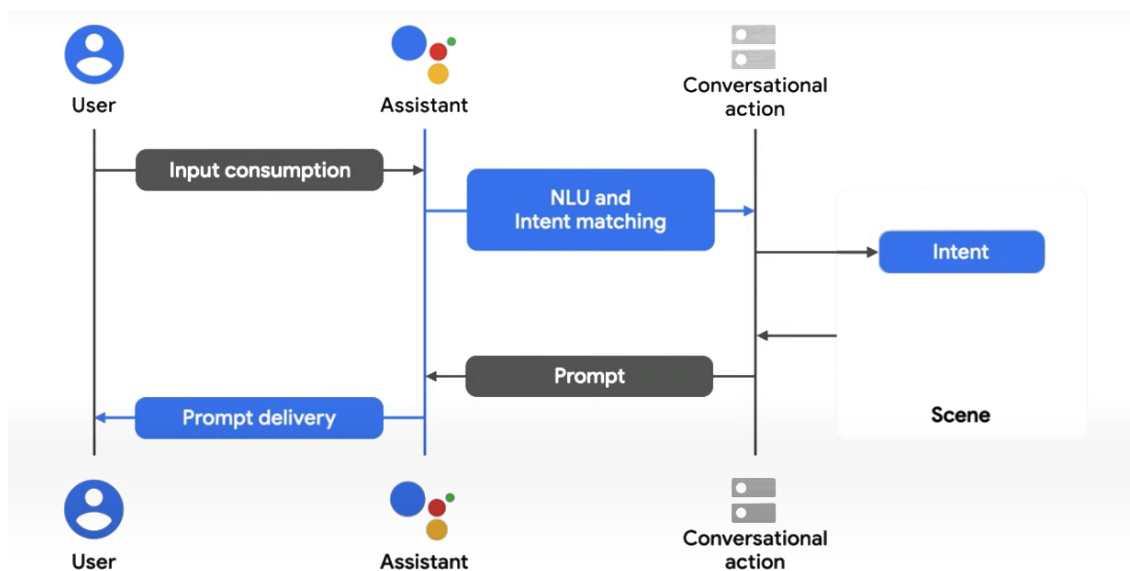 User
Assistant
Conversational
action
Input consumption
NLU and
Intent matching
Intent
Prompt
Prompt delivery
Scene
User
Assistant
Conversational
action